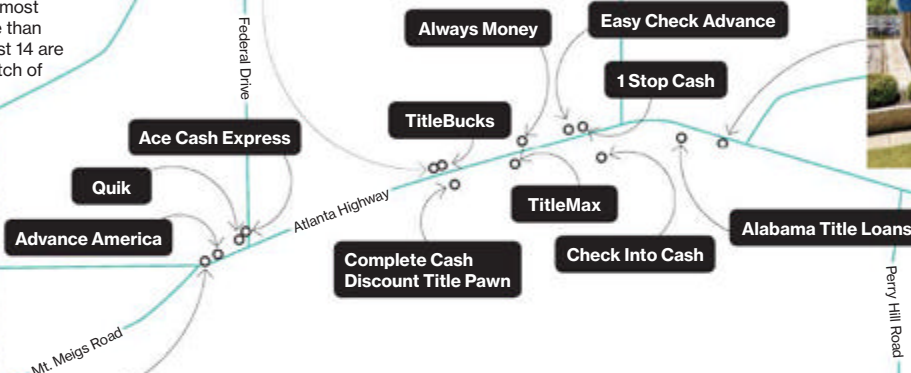 most
than
st 14 are
tch of
Federal Drive
Always Money
Easy Check Advance
1 Stop Cash
TitleBucks
Ace Cash Express
Quik
Advance America
Atlanta Highway
TitleMax
Complete Cash
Discount Title Pawn
Check Into Cash
Alabama Title Loans
Mt. Meigs Road
Perry Hill Road